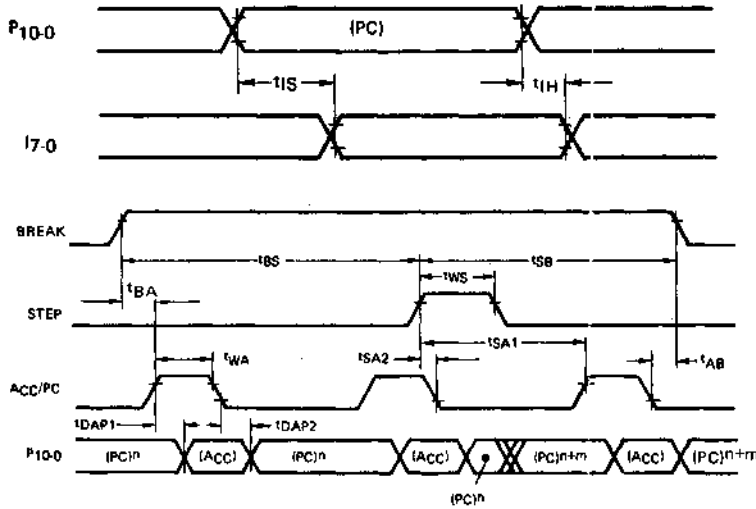 P10-0
(PC)
tIS
tIH
I7-0
BREAK
tBS
tSB
tBA
tWS
STEP
tWA
tSA2
tSA1
tAB
ACC/PC
tDAP1
tDAP2
P10-0
(PC)n
(ACC)
(PC)n
(ACC)
(PC)n+m
(ACC)
(PC)n+m
(PC)n